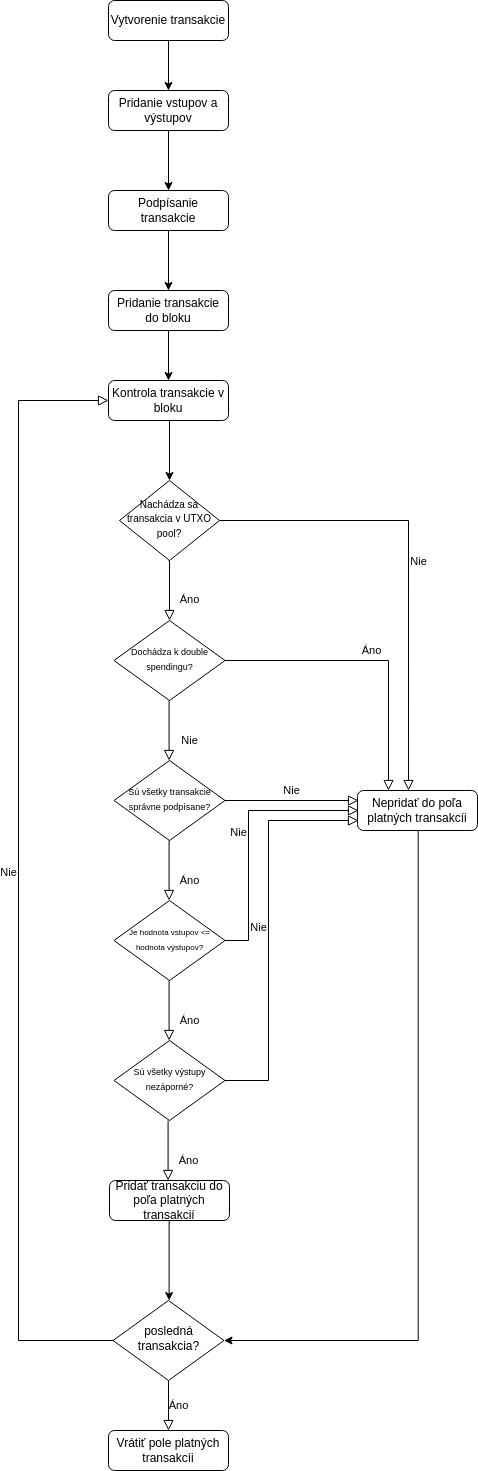 Vytvorenie transakcie
Pridanie vstupov a
výstupov
Podpísanie
transakcie
Pridanie transakcie
do bloku
Kontrola transakcie v
bloku
Nachádza sa
transakcia v UTXO
pool?
Nie
Áno
Dochádza k double
spendingu?
Áno
Nie
Sú všetky transakcie
správne podpísane?
Nie
Nepridať do poľa
platných transakcíi
Áno
Nie
Je hodnota vstupov <=
hodnota výstupov?
Nie
Áno
Sú všetky výstupy
nezáporné?
Áno
Pridať transakciu do
poľa platných
transakcií
Nie
posledná
transakcia?
Áno
Vrátiť pole platných
transakcíi